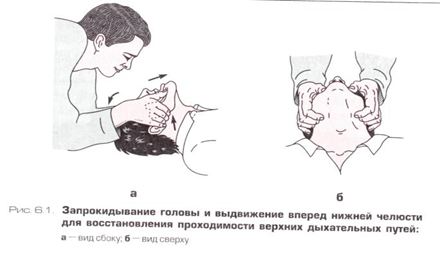 а
б
Рис. 6.1. Запрокидывание головы и выдвижение вперед нижней челюсти
для восстановления проходимости верхних дыхательных путей:
а — вид сбоку; б — вид сверху